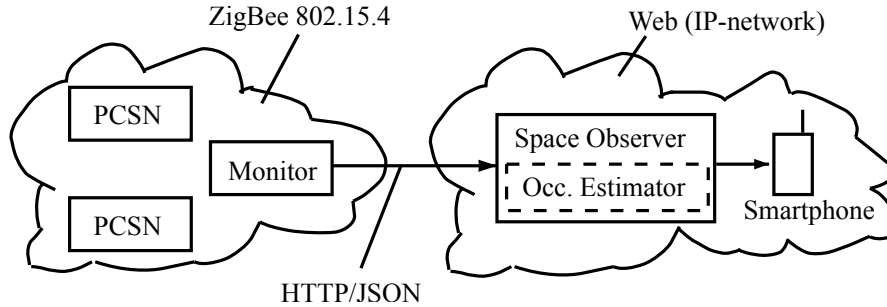 ZigBee 802.15.4
Web (IP-network)
PCSN
Monitor
PCSN
Space Observer
Occ. Estimator
Smartphone
HTTP/JSON